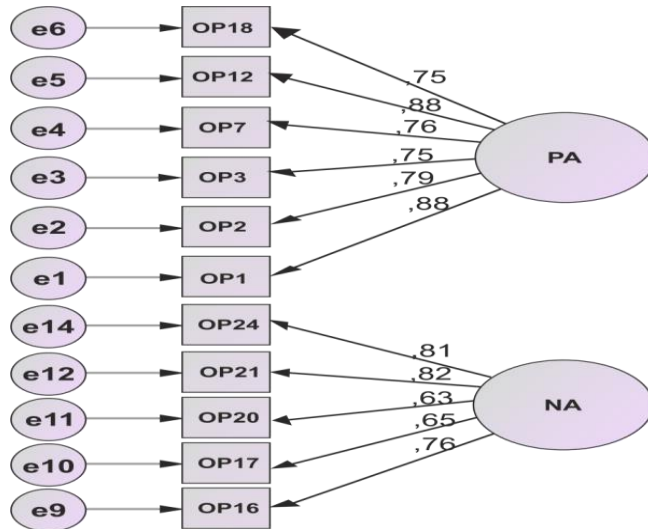 e6 OP18
,75
e5 OP12
,88
e4 OP7 ,76
PA
e3 OP3 ,75
,79
e2 OP2
,88
e1 OP1
e14 OP24
,81
e12 OP21 ,82
,63
NA
e11 OP20
,65
,76
e10 OP17
e9 OP16